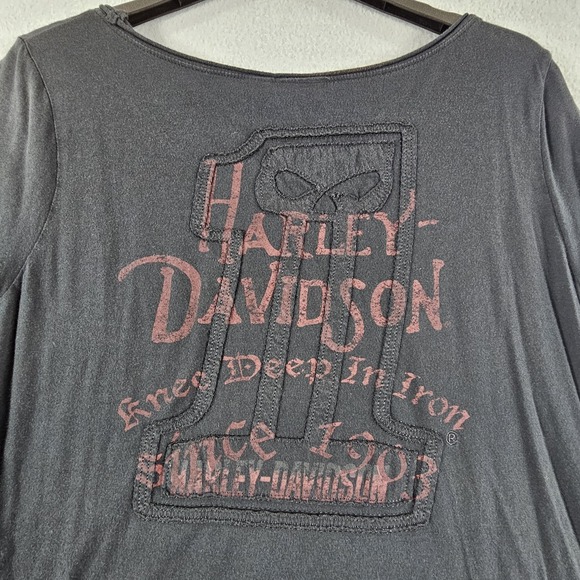 HARLEY-
DAVIDSON
Knee Deep In Iron
®
since 1903
HARLEY-DAVIDSON